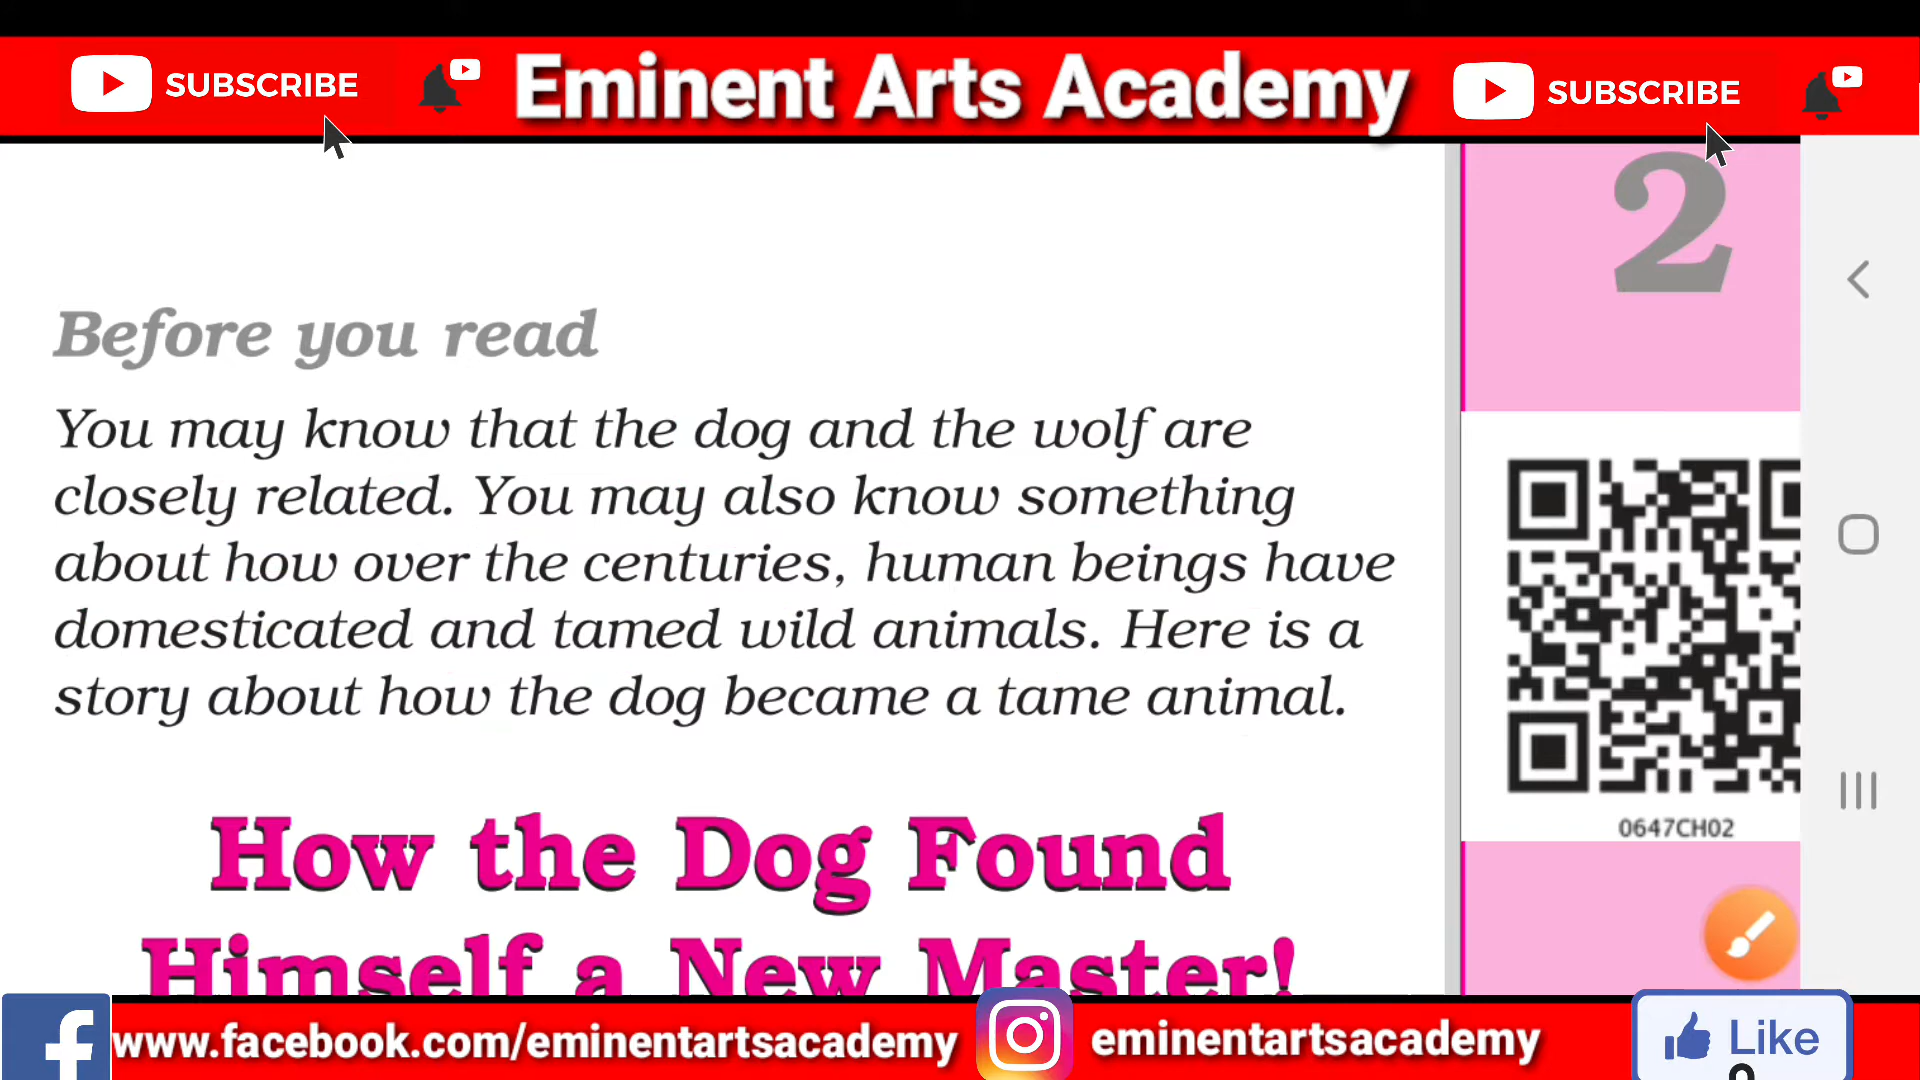 SUBSCRIBE
Eminent Arts Academy
SUBSCRIBE
2
Before you read
You may know that the dog and the wolf are
closely related. You may also know something
about how over the centuries, human beings have
domesticated and tamed wild animals. Here is a
story about how the dog became a tame animal.
0647CH02
How the Dog Found
Himself a New Master!
www.facebook.com/eminentartsacademy
eminentartsacademy
Like